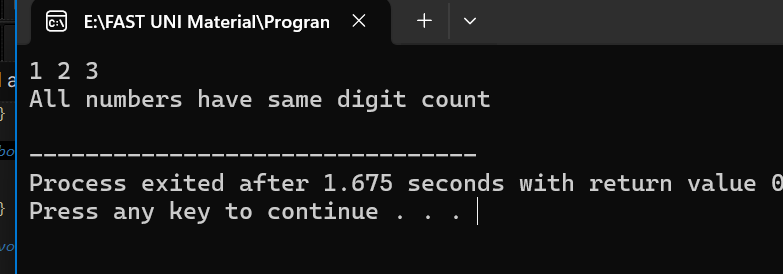 E:\FAST UNI Material\Progran
1 2 3
All numbers have same digit count
--------------------------------
Process exited after 1.675 seconds with return value 0
Press any key to continue . . .